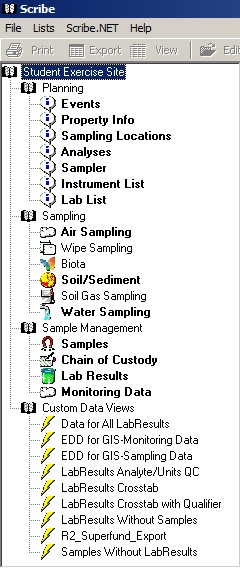 Scribe
File Lists Scribe.NET Help
Print Export View Edi
Student Exercise Site
Planning
Events
Property Info
Sampling Locations
Analyses
Sampler
Instrument List
Lab List
Sampling
Air Sampling
Wipe Sampling
Biota
Soil/Sediment
Soil Gas Sampling
Water Sampling
Sample Management
Samples
Chain of Custody
Lab Results
Monitoring Data
Custom Data Views
Data for All LabResults
EDD for GIS-Monitoring Data
EDD for GIS-Sampling Data
LabResults Analyte/Units QC
LabResults Crosstab
LabResults Crosstab with Qualifier
LabResults Without Samples
R2_Superfund_Export
Samples Without LabResults